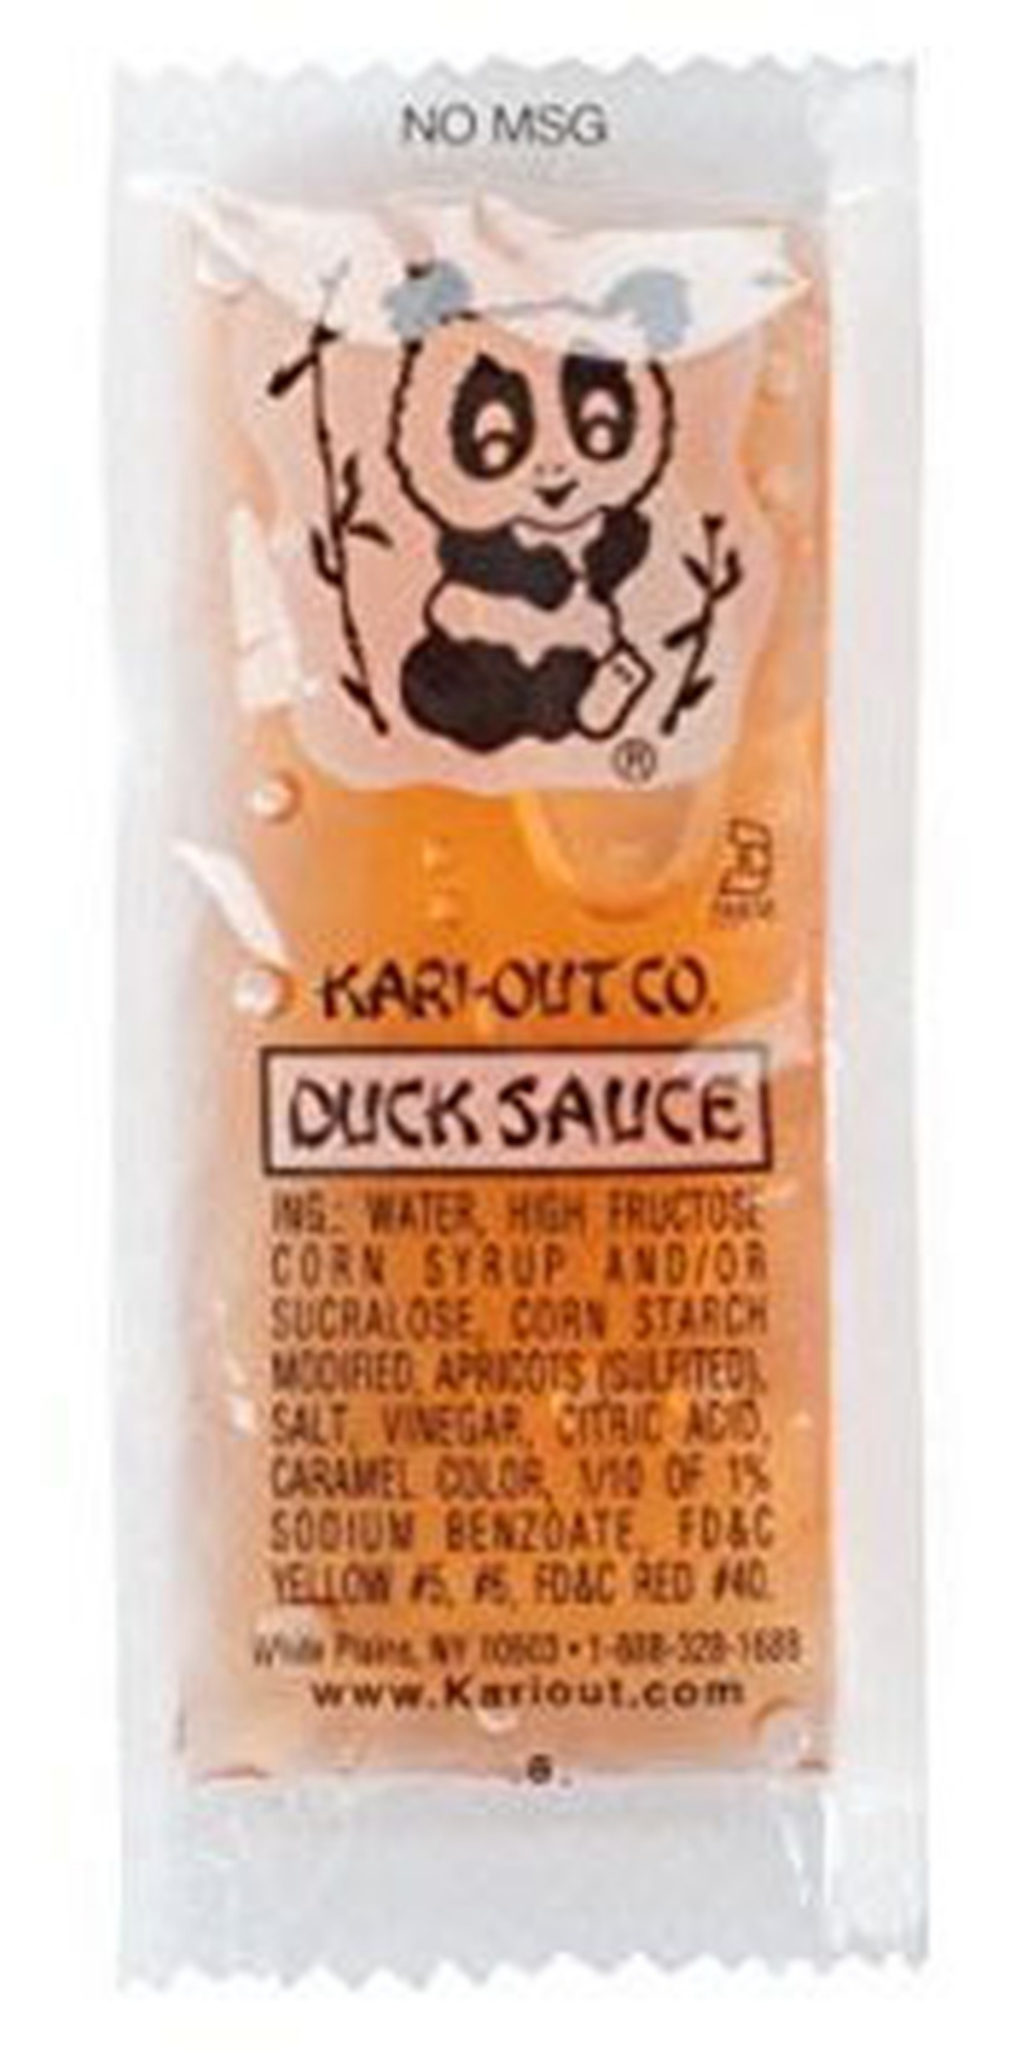 NO MSG
®
KARI-OUT CO.
DUCK SAUCE
ING.: WATER, HIGH FRUCTOSE
CORN SYRUP AND/OR
SUCRALOSE, CORN STARCH
MODIFIED, APRICOTS (SULFITED),
SALT, VINEGAR, CITRIC ACID,
CARAMEL COLOR, 1/10 OF 1%
SODIUM BENZOATE, FD&C
YELLOW #5, #6, FD&C RED #40.
White Plains, NY 10603 • 1-888-328-1688
www.Kariout.com